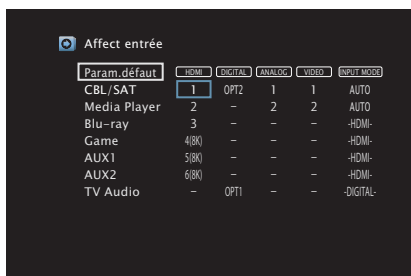 Affect entrée
Param.défaut HDMI DIGITAL ANALOG VIDEO INPUT MODE
CBL/SAT 1 OPT2 1 1 AUTO
Media Player 2 – 2 2 AUTO
Blu-ray 3 – – – -HDMI-
Game 4(8K) – – – -HDMI-
AUX1 5(8K) – – – -HDMI-
AUX2 6(8K) – – – -HDMI-
TV Audio – OPT1 – – -DIGITAL-